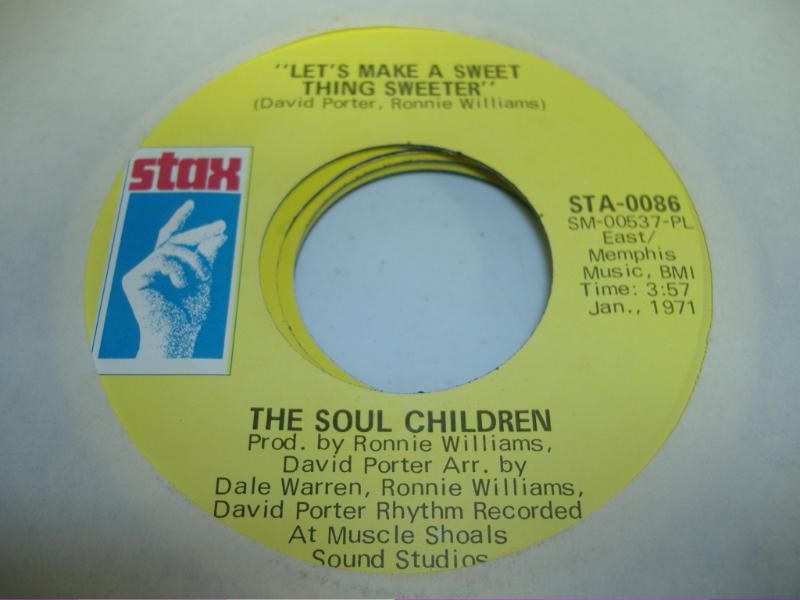 "LET'S MAKE A SWEET
THING SWEETER"
(David Porter, Ronnie Williams)
stax
STA-0086
SM-00537-PL
East/
Memphis
Music, BMI
Time: 3:57
Jan., 1971
THE SOUL CHILDREN
Prod. by Ronnie Williams,
David Porter Arr. by
Dale Warren, Ronnie Williams,
David Porter Rhythm Recorded
At Muscle Shoals
Sound Studios